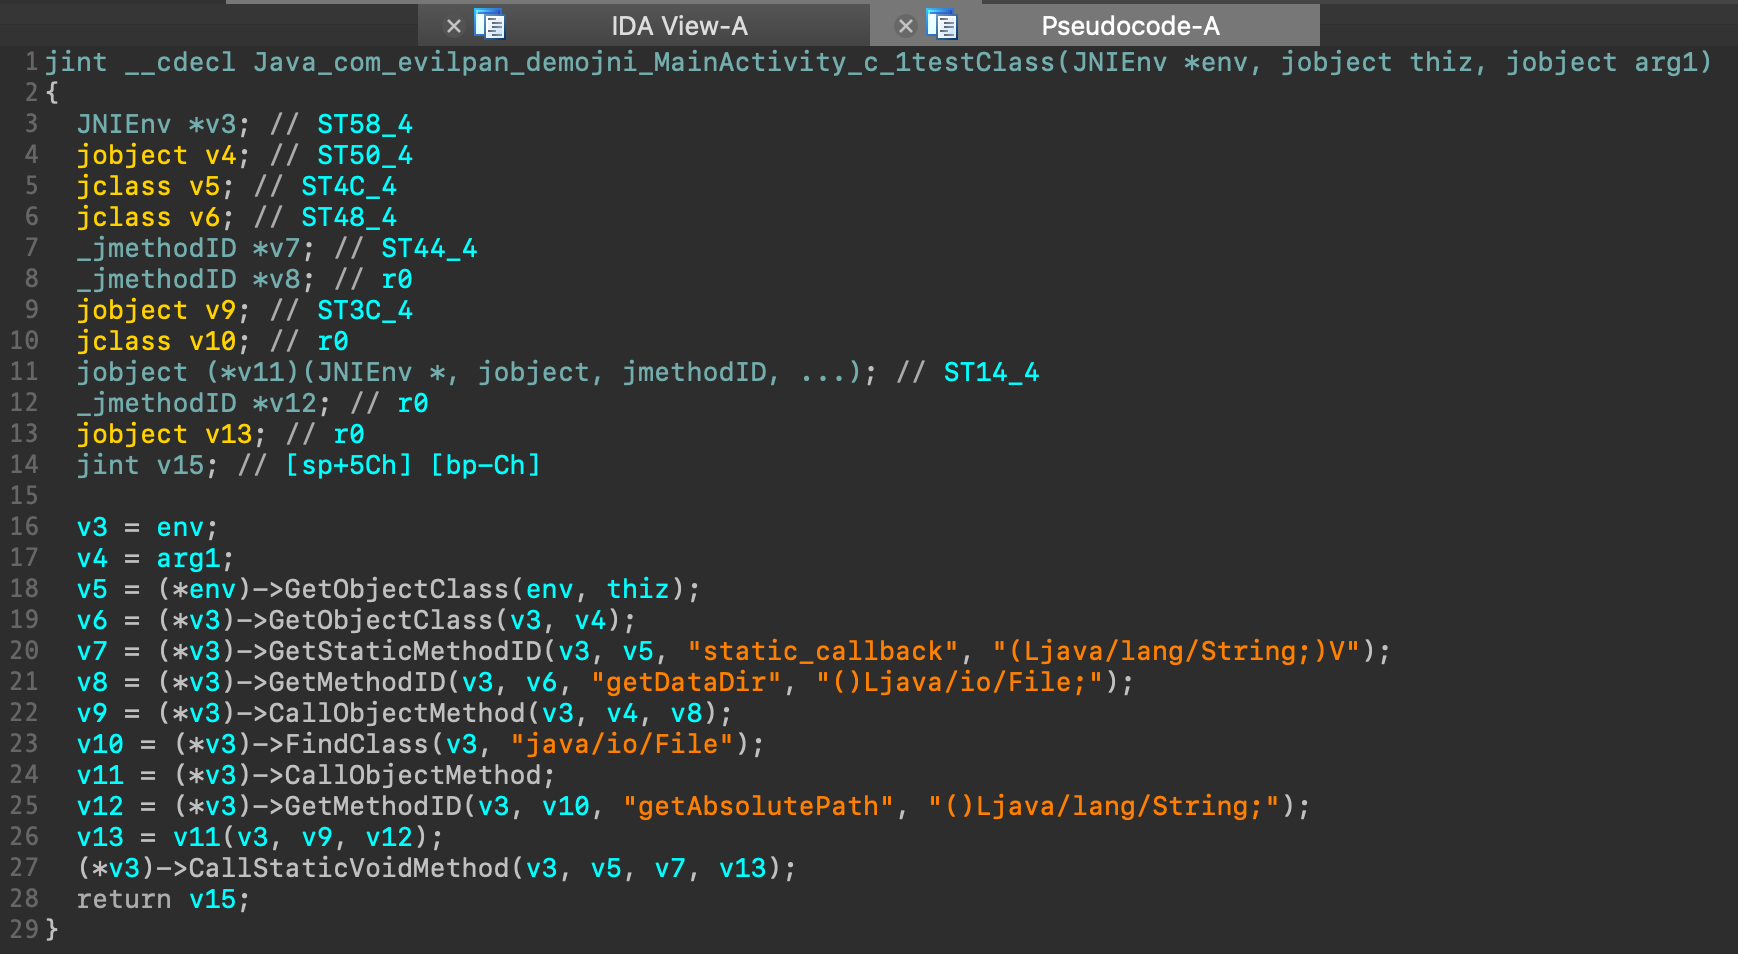 IDA View-A
Pseudocode-A
1 jint __cdecl Java_com_evilpan_demojni_MainActivity_c_1testClass(JNIEnv *env, jobject thiz, jobject arg1)
2 {
3 JNIEnv *v3; // ST58_4
4 jobject v4; // ST50_4
5 jclass v5; // ST4C_4
6 jclass v6; // ST48_4
7 _jmethodID *v7; // ST44_4
8 _jmethodID *v8; // r0
9 jobject v9; // ST3C_4
10 jclass v10; // r0
11 jobject (*v11)(JNIEnv *, jobject, jmethodID, ...); // ST14_4
12 _jmethodID *v12; // r0
13 jobject v13; // r0
14 jint v15; // [sp+5Ch] [bp-Ch]
15
16 v3 = env;
17 v4 = arg1;
18 v5 = (*env)->GetObjectClass(env, thiz);
19 v6 = (*v3)->GetObjectClass(v3, v4);
20 v7 = (*v3)->GetStaticMethodID(v3, v5, "static_callback", "(Ljava/lang/String;)V");
21 v8 = (*v3)->GetMethodID(v3, v6, "getDataDir", "()Ljava/io/File;");
22 v9 = (*v3)->CallObjectMethod(v3, v4, v8);
23 v10 = (*v3)->FindClass(v3, "java/io/File");
24 v11 = (*v3)->CallObjectMethod;
25 v12 = (*v3)->GetMethodID(v3, v10, "getAbsolutePath", "()Ljava/lang/String;");
26 v13 = v11(v3, v9, v12);
27 (*v3)->CallStaticVoidMethod(v3, v5, v7, v13);
28 return v15;
29 }